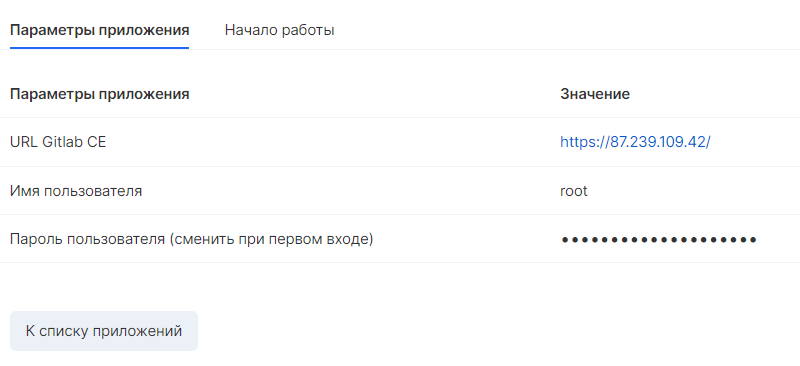 Параметры приложения Начало работы
Параметры приложения Значение
URL Gitlab CE https://87.239.109.42/
Имя пользователя root
Пароль пользователя (сменить при первом входе) ••••••••••••••••••••
К списку приложений